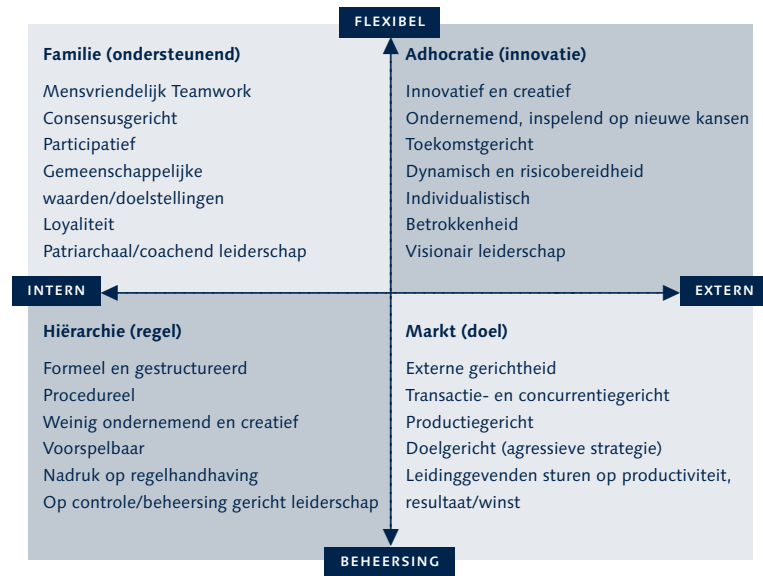 FLEXIBEL
Familie (ondersteunend)
Mensvriendelijk Teamwork
Consensusgericht
Participatief
Gemeenschappelijke
waarden/doelstellingen
Loyaliteit
Patriarchaal/coachend leiderschap
Adhocratie (innovatie)
Innovatief en creatief
Ondernemend, inspelend op nieuwe kansen
Toekomstgericht
Dynamisch en risicobereidheid
Individualistisch
Betrokkenheid
Visionair leiderschap
INTERN
EXTERN
Hiërarchie (regel)
Formeel en gestructureerd
Procedureel
Weinig ondernemend en creatief
Voorspelbaar
Nadruk op regelhandhaving
Op controle/beheersing gericht leiderschap
Markt (doel)
Externe gerichtheid
Transactie- en concurrentiegericht
Productiegericht
Doelgericht (agressieve strategie)
Leidinggevenden sturen op productiviteit,
resultaat/winst
BEHEERSING